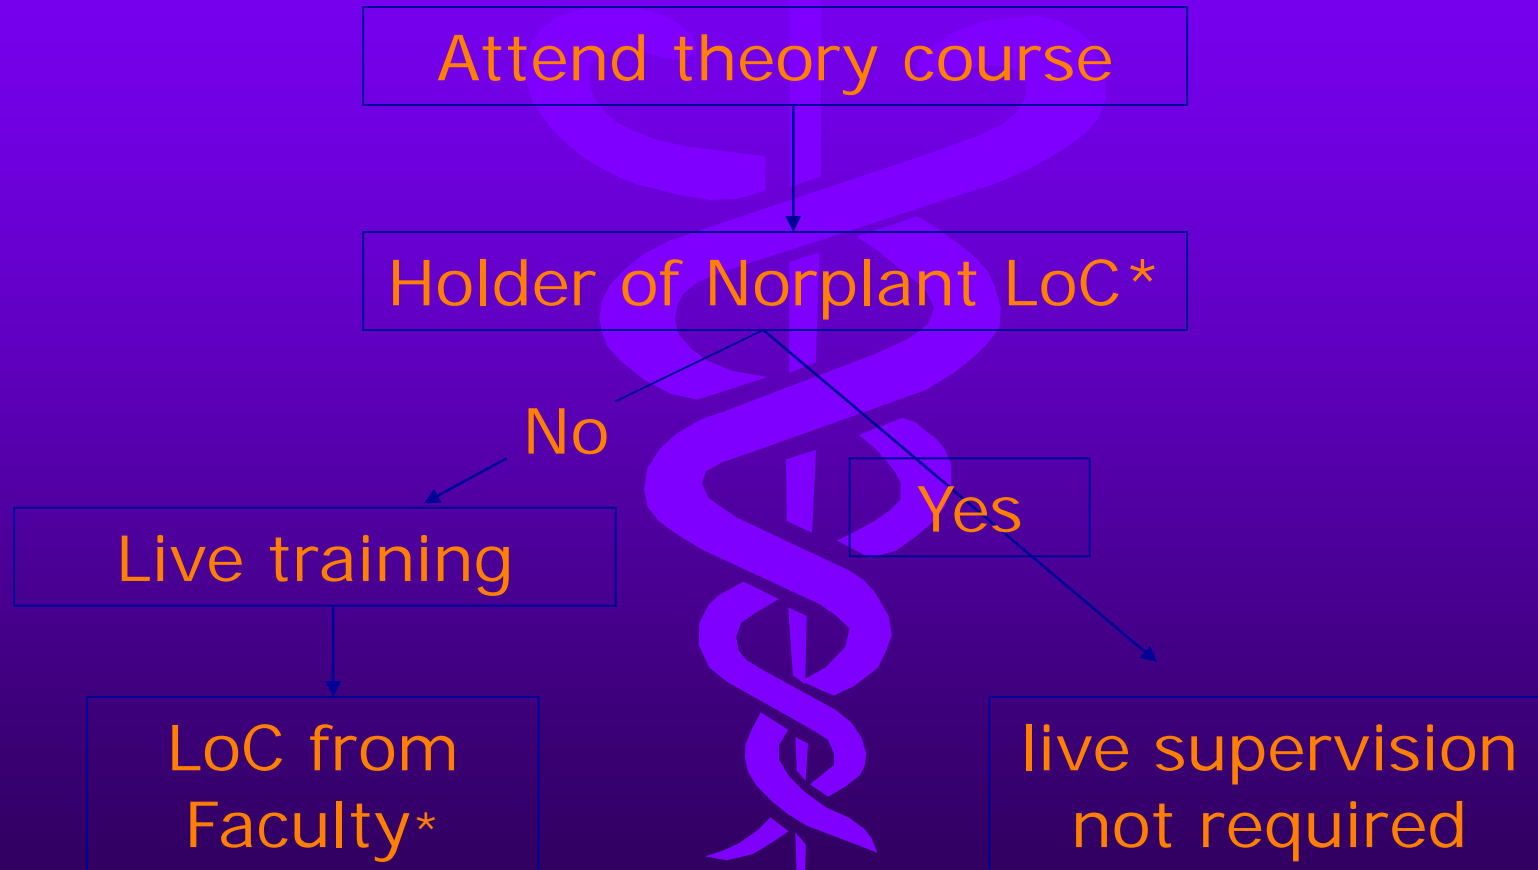 Attend theory course
Holder of Norplant LoC*
No
Yes
Live training
LoC from
Faculty*
live supervision
not required